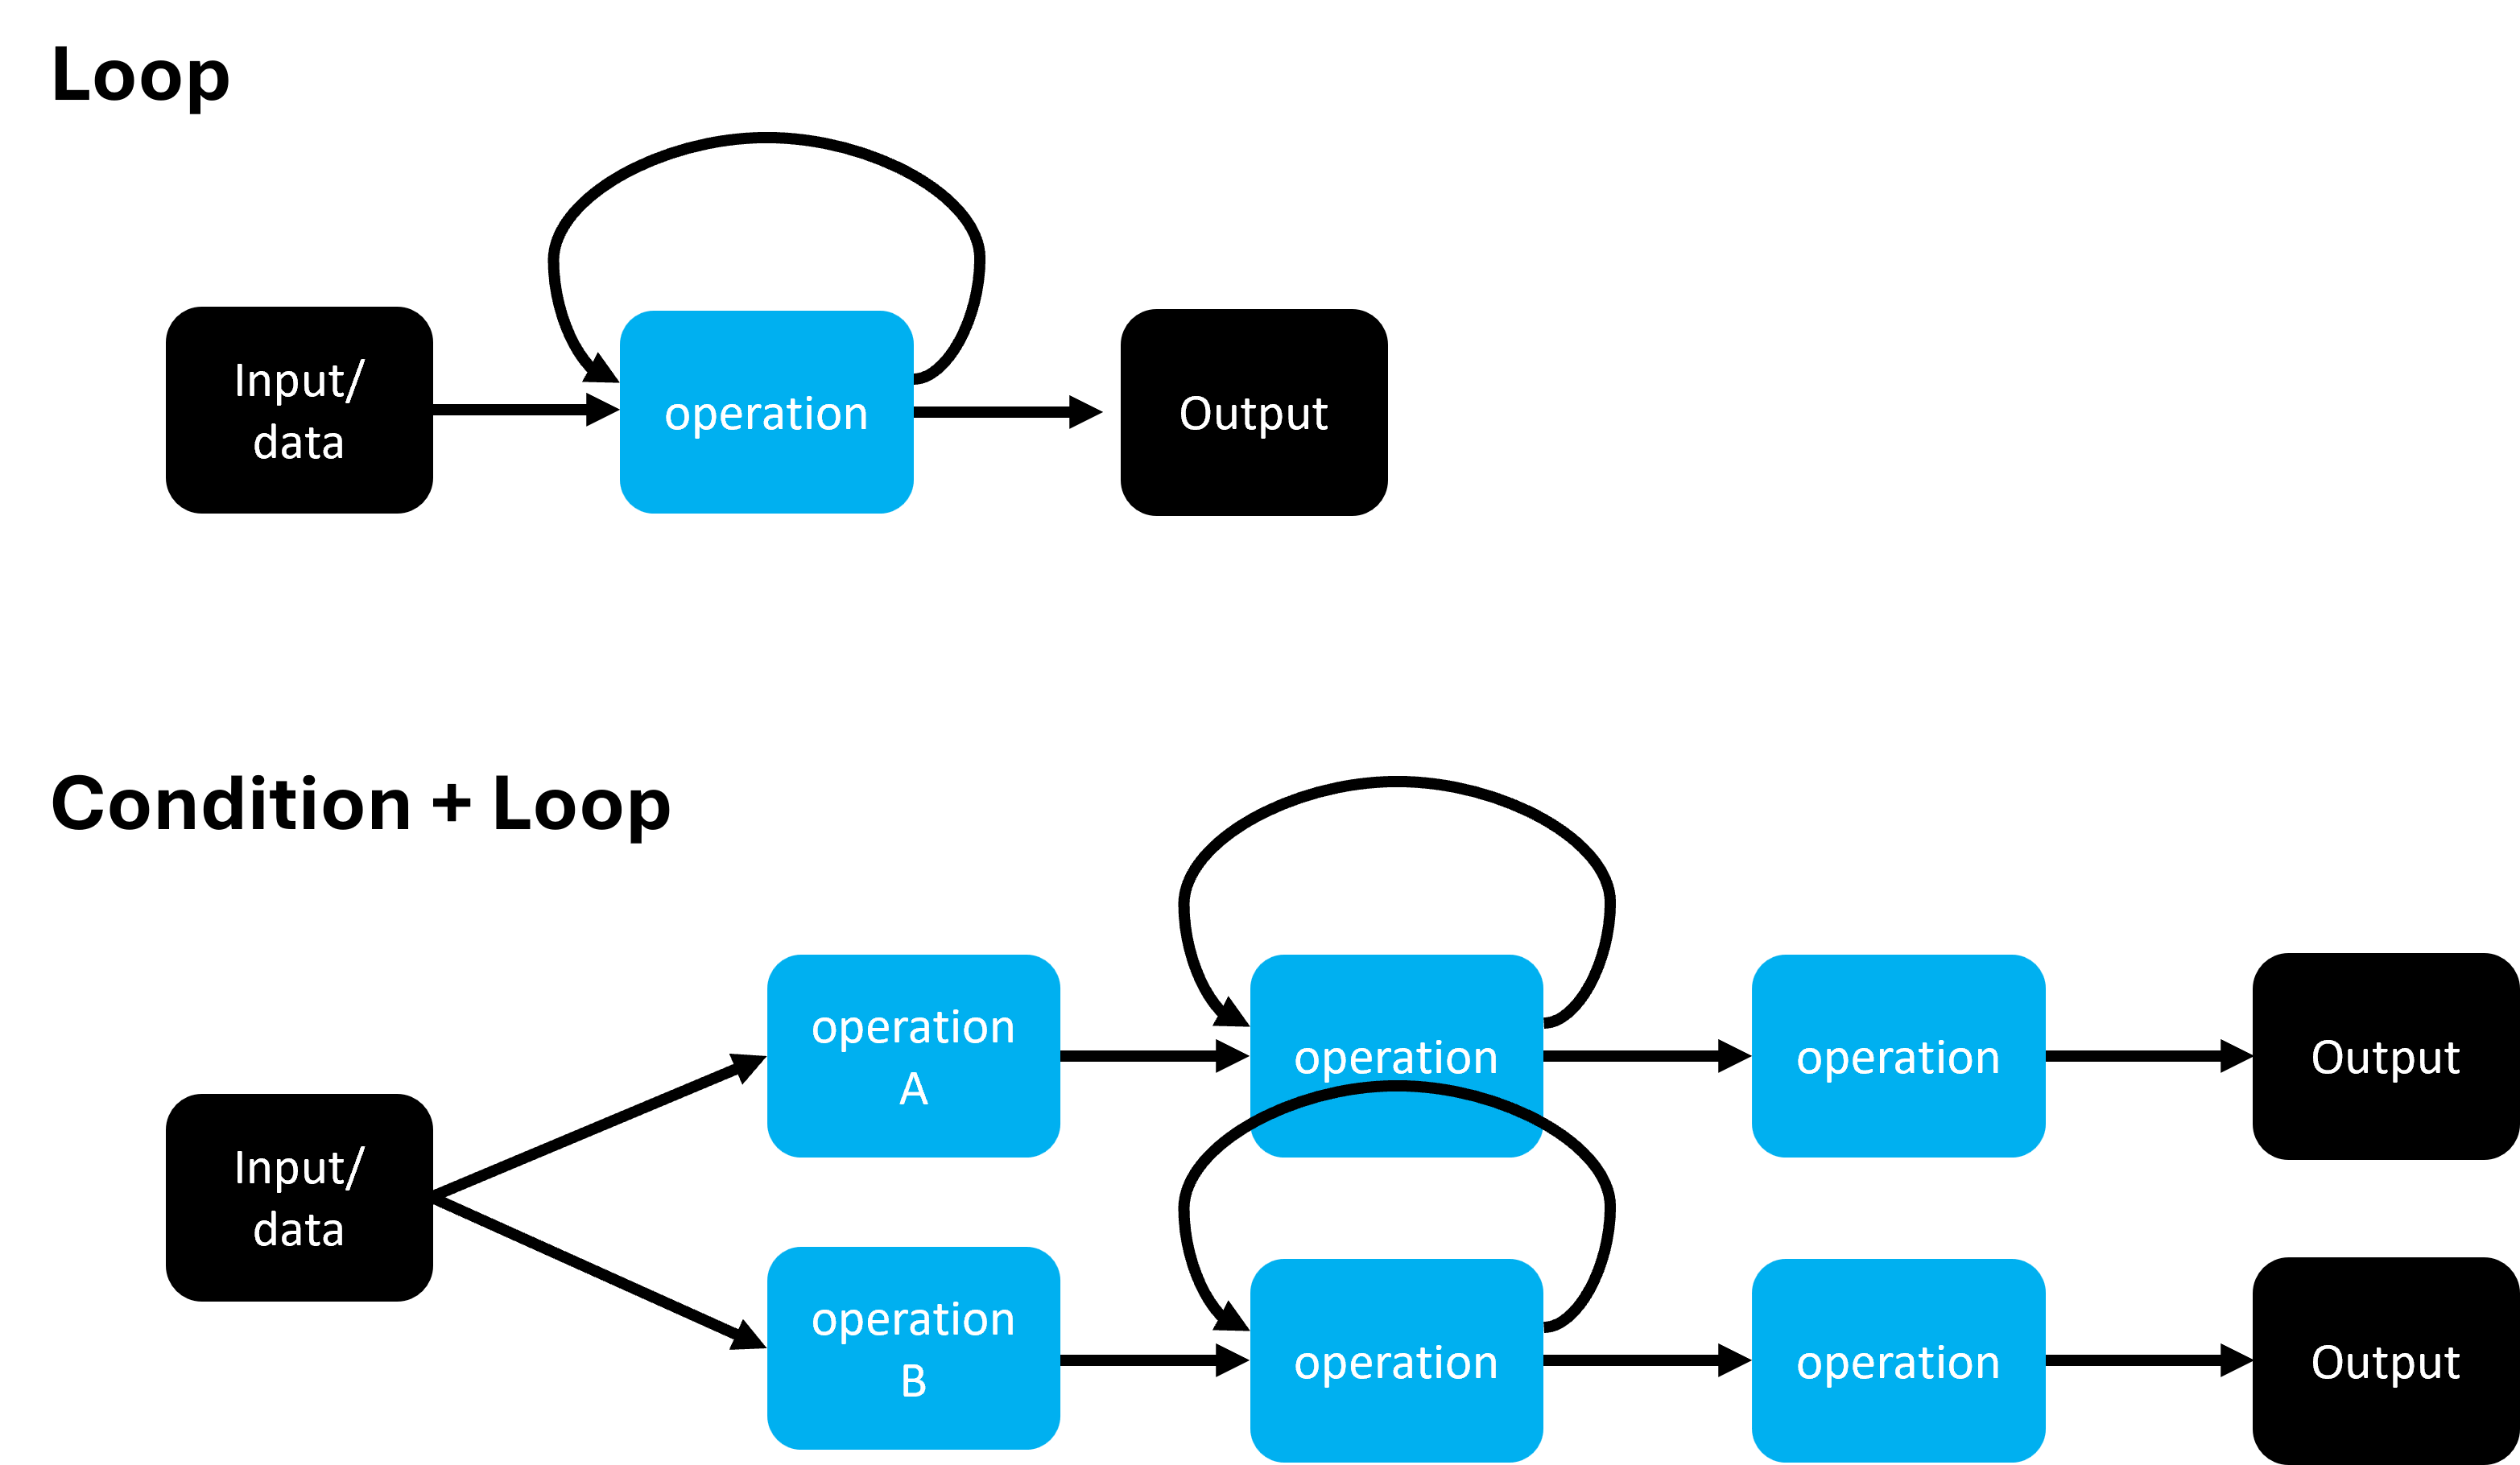 Loop
Input/
data
operation
Output
Condition + Loop
Input/
data
operation
A
operation
operation
Output
operation
B
operation
operation
Output